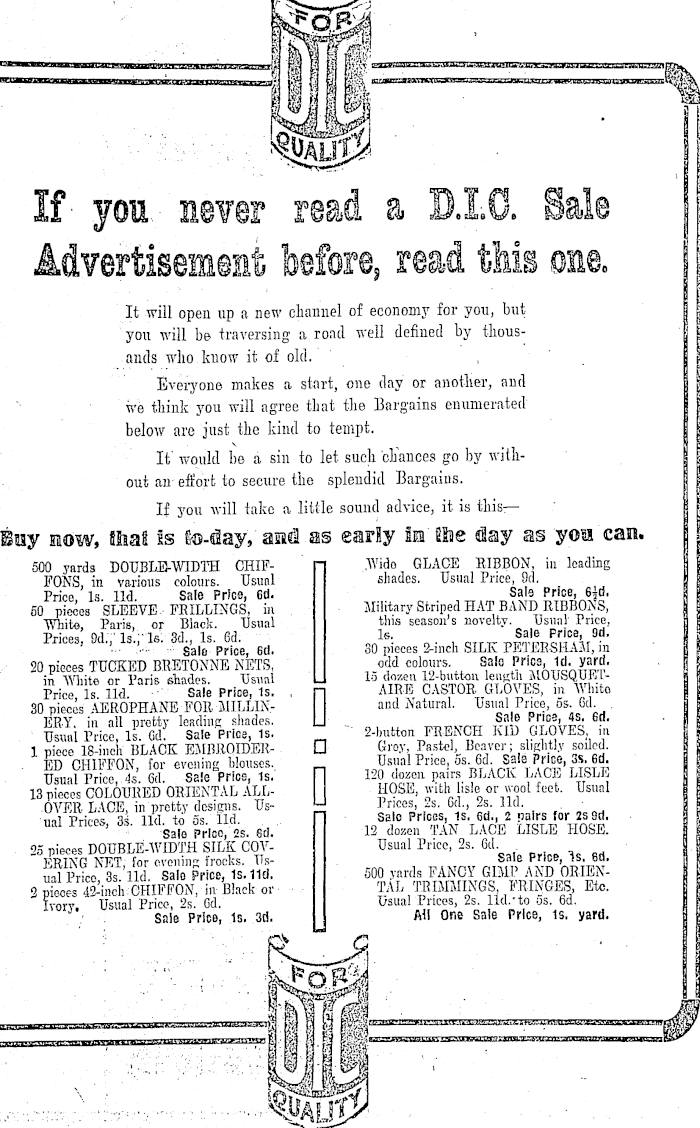 FOR
DIC
QUALITY
If you never read a D.I.C. Sale
Advertisement before, read this one.
It will open up a new channel of economy for you, but
you will be traversing a road well defined by thous-
ands who know it of old.
Everyone makes a start, one day or another, and
we think you will agree that the Bargains enumerated
below are just the kind to tempt.
It would be a sin to let such chances go by with-
out an effort to secure the splendid Bargains.
If you will take a little sound advice, it is this—
Buy now, that is to-day, and as early in the day as you can.
500 yards DOUBLE-WIDTH CHIF-
FONS, in various colours. Usual
Price, 1s. 11d. Sale Price, 6d.
50 pieces SLEEVE FRILLINGS, in
White, Paris, or Black. Usual
Prices, 9d., 1s., 1s. 3d., 1s. 6d.
Sale Price, 6d.
20 pieces TUCKED BRETONNE NETS,
in White or Paris shades. Usual
Price, 1s. 11d. Sale Price, 1s.
30 pieces AEROPHANE FOR MILLIN-
ERY, in all pretty leading shades.
Usual Price, 1s. 6d. Sale Price, 1s.
1 piece 18-inch BLACK EMBROIDER-
ED CHIFFON, for evening blouses.
Usual Price, 4s. 6d. Sale Price, 1s.
13 pieces COLOURED ORIENTAL ALL-
OVER LACE, in pretty designs. Us-
ual Prices, 3s. 11d. to 5s. 11d.
Sale Price, 2s. 6d.
25 pieces DOUBLE-WIDTH SILK COV-
ERING NET, for evening frocks. Us-
ual Price, 3s. 11d. Sale Price, 1s. 11d.
2 pieces 42-inch CHIFFON, in Black or
Ivory. Usual Price, 2s. 6d.
Sale Price, 1s. 3d.
Wide GLACE RIBBON, in leading
shades. Usual Price, 9d.
Sale Price, 6½d.
Military Striped HAT BAND RIBBONS,
this season's novelty. Usual Price,
1s. Sale Price, 9d.
30 pieces 2-inch SILK PETERSHAM, in
odd colours. Sale Price, 1d. yard.
15 dozen 12-button length MOUSQUET-
AIRE CASTOR GLOVES, in White
and Natural. Usual Price, 5s. 6d.
Sale Price, 4s. 6d.
2-button FRENCH KID GLOVES, in
Grey, Pastel, Beaver; slightly soiled.
Usual Price, 5s. 6d. Sale Price, 3s. 6d.
120 dozen pairs BLACK LACE LISLE
HOSE, with lisle or wool feet. Usual
Prices, 2s. 6d., 2s. 11d.
Sale Prices, 1s. 6d., 2 pairs for 2s 9d.
12 dozen TAN LACE LISLE HOSE.
Usual Price, 2s. 6d.
Sale Price, 1s. 6d.
500 yards FANCY GIMP AND ORIEN-
TAL TRIMMINGS, FRINGES, Etc.
Usual Prices, 2s. 11d. to 5s. 6d.
All One Sale Price, 1s. yard.
FOR
DIC
QUALITY